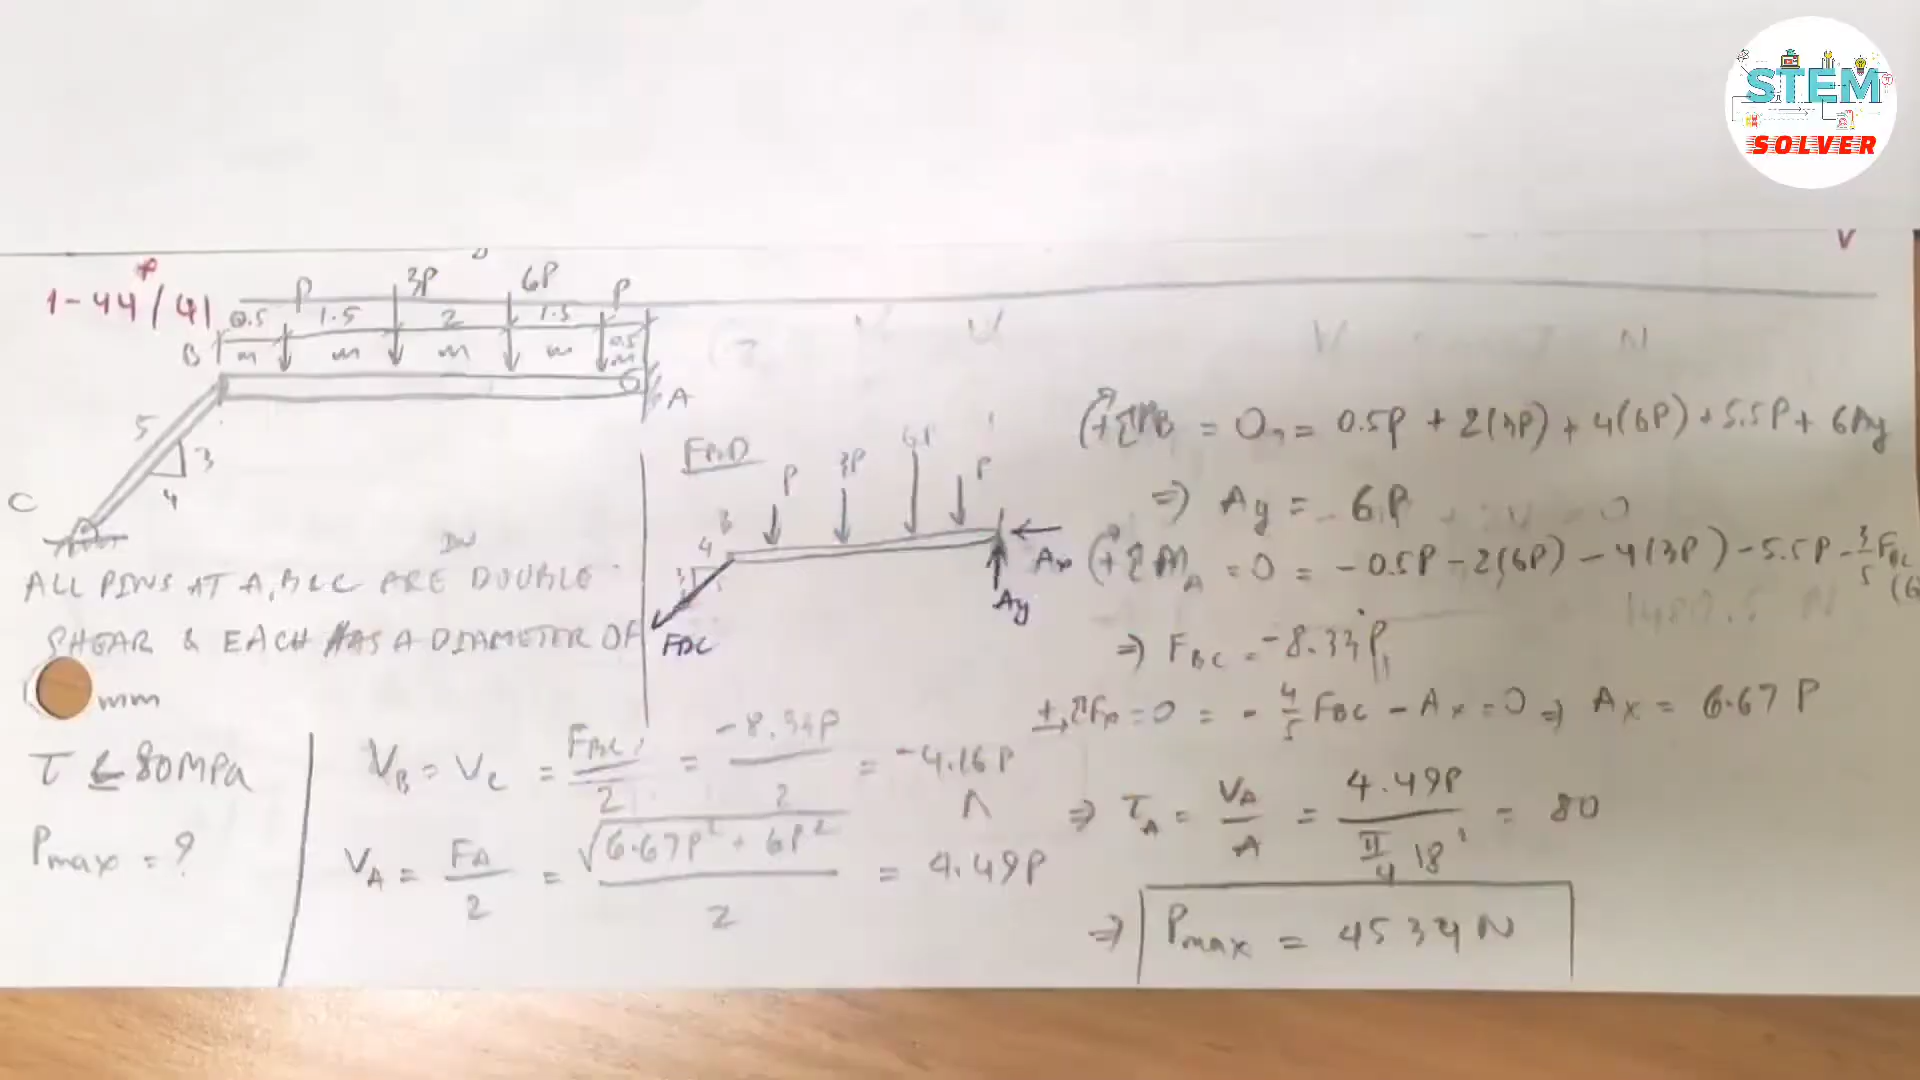 STEM
SOLVER
V
1-44/41
P 3P 6P P
0.5 1.5 2 1.5 0.5
B m m m m m
A
5
3
4
C
ALL PINS AT A, B & C ARE DOUBLE
SHEAR & EACH HAS A DIAMETER OF
mm
τ ≤ 80MPa
Pmax = ?
FBD
P 3P 6P P
B
4
3
FBC
Ax
Ay
(+ΣMB = 0 = 0.5P + 2(3P) + 4(6P) + 5.5P + 6Ay
⇒ Ay = - 6P
(+ΣMA = 0 = -0.5P - 2(6P) - 4(3P) - 5.5P - 3/5 FBC (6
⇒ FBC = -8.33P
+→ΣFx = 0 = - 4/5 FBC - Ax = 0 ⇒ Ax = 6.67P
VB = VC = FBC/2 = -8.34P/2 = -4.16P
VA = FA/2 = √6.67P² + 6P²/2 = 4.49P
⇒ τA = VA/A = 4.49P / π/4 18² = 80
⇒ Pmax = 4534N